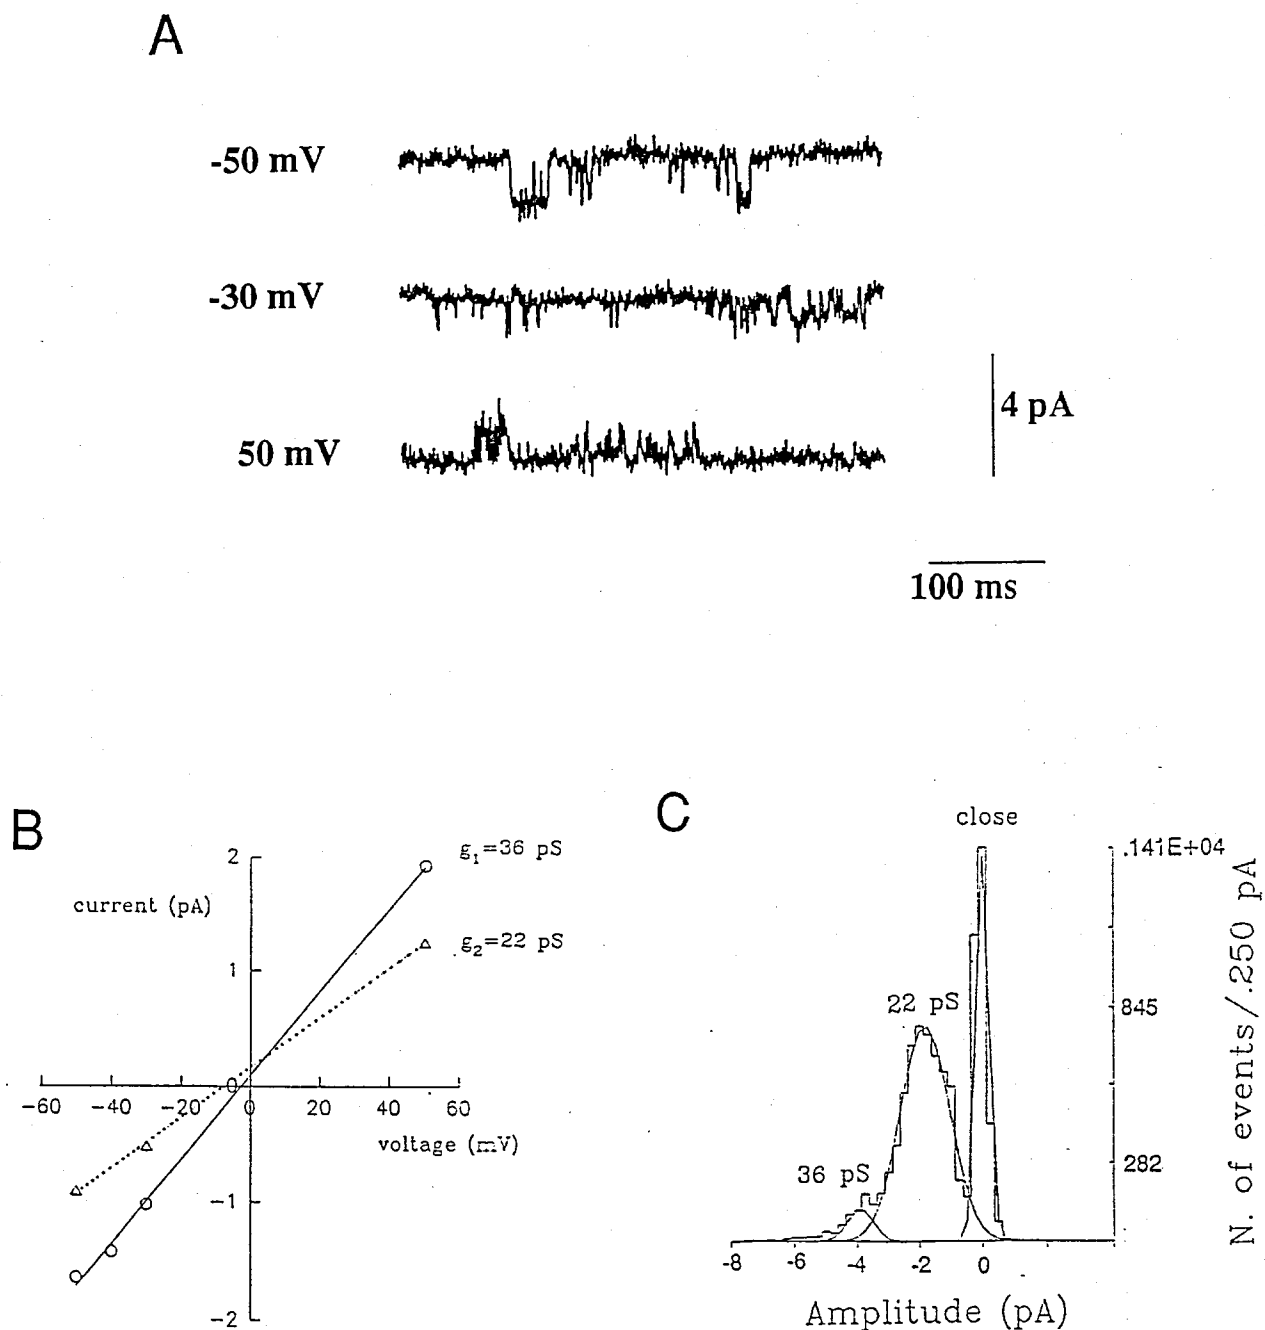 A
-50 mV
-30 mV
50 mV
4 pA
100 ms
B
current (pA)
2
1
0
-1
-2
-60 -40 -20 0 20 40 60
voltage (mV)
g₁=36 pS
g₂=22 pS
C
close
22 pS
36 pS
.141E+04
845
282
N. of events/.250 pA
-8 -6 -4 -2 0
Amplitude (pA)